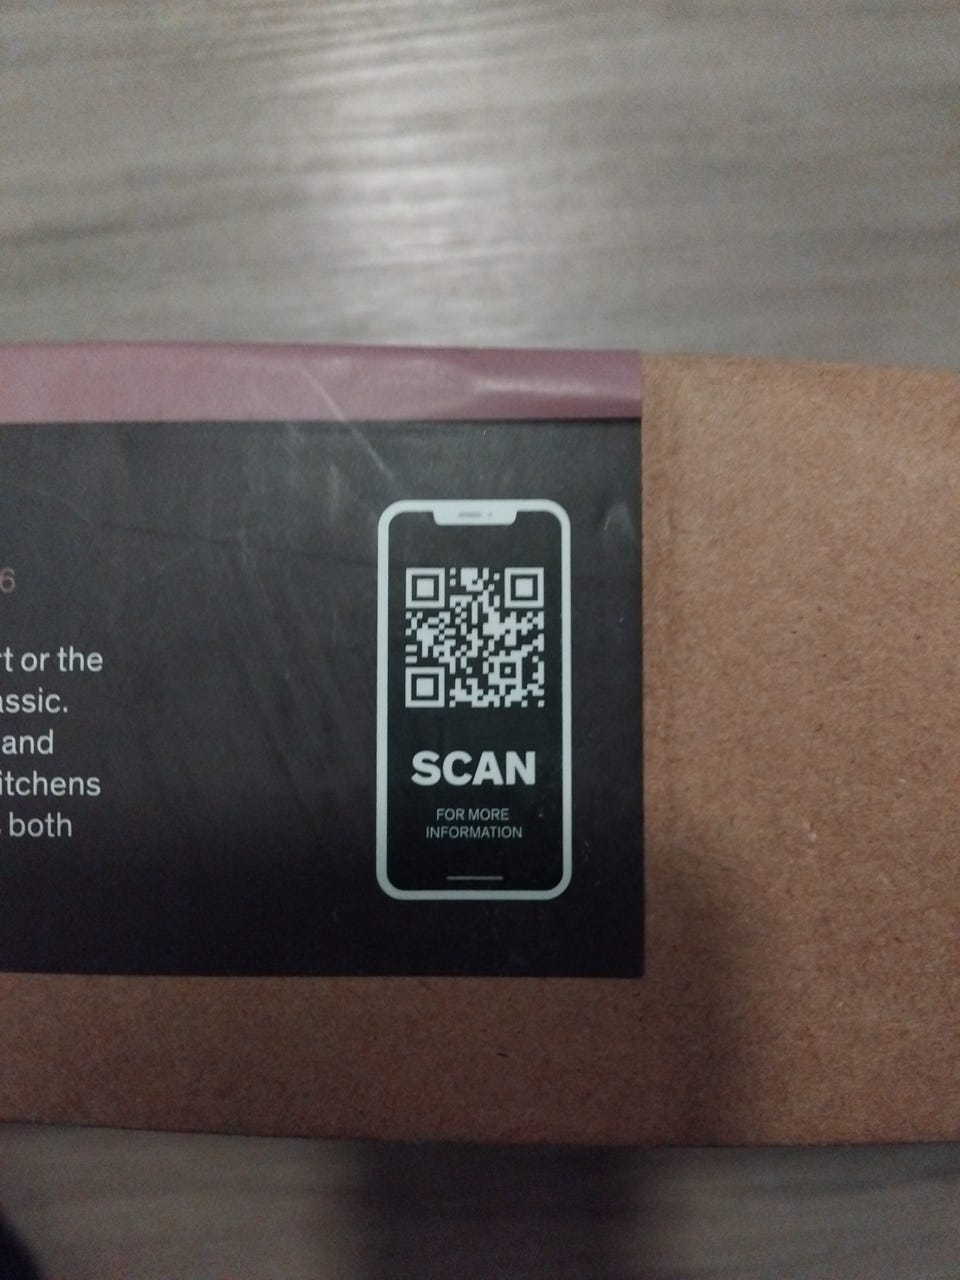 6
rt or the
assic.
and
itchens
both
SCAN
FOR MORE
INFORMATION